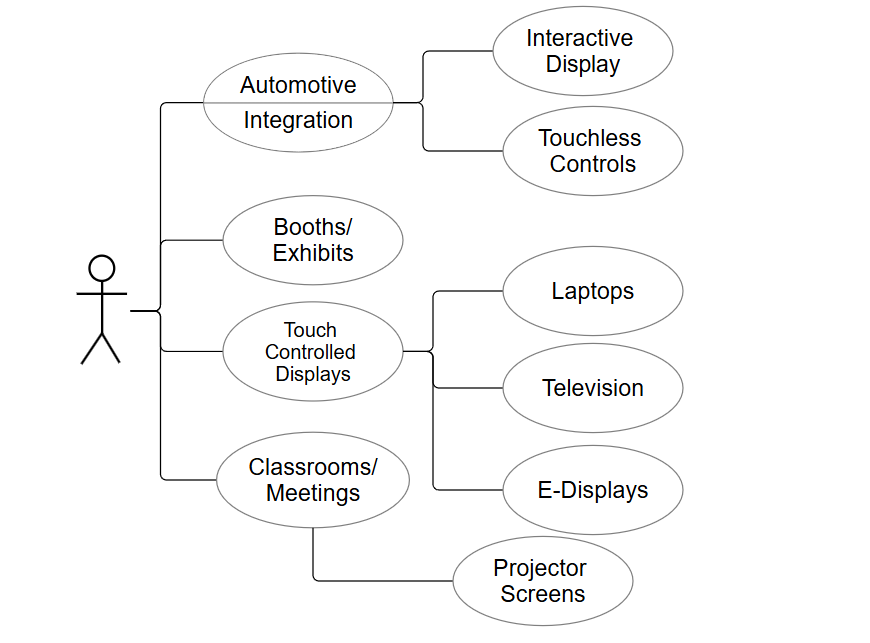 Automotive
Integration
Interactive
Display
Touchless
Controls
Booths/
Exhibits
Touch
Controlled
Displays
Laptops
Television
E-Displays
Classrooms/
Meetings
Projector
Screens